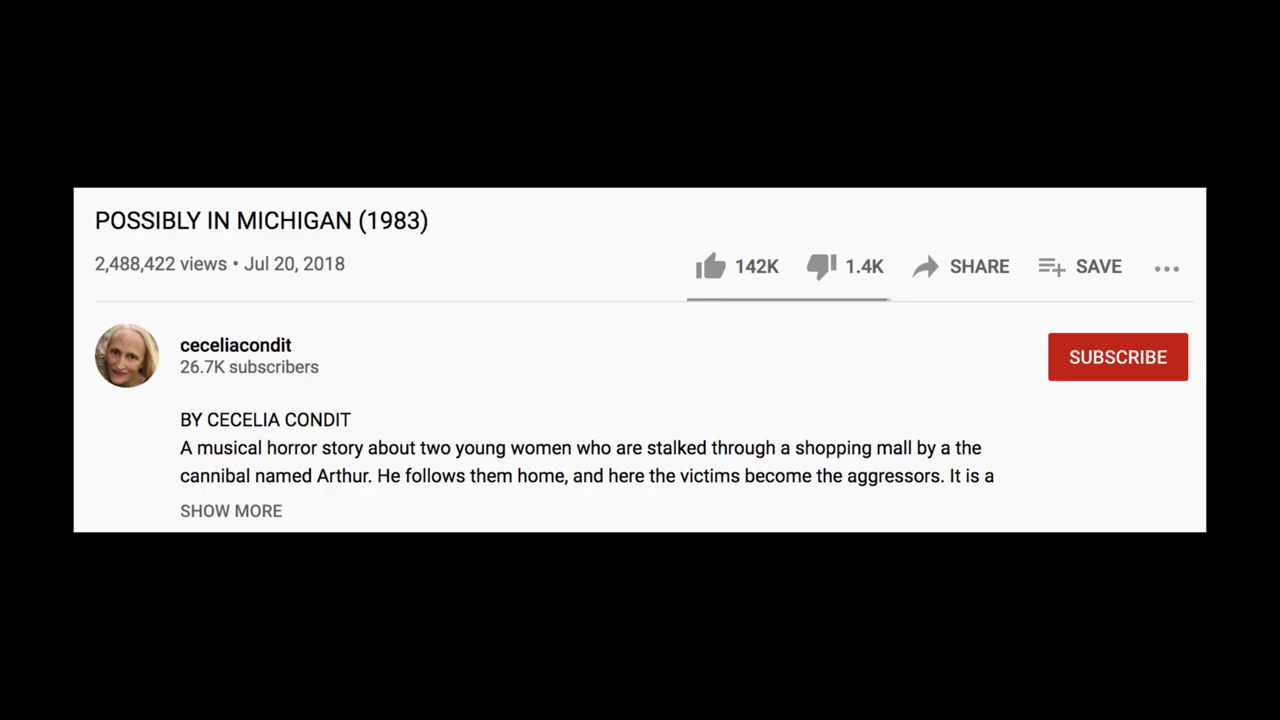 POSSIBLY IN MICHIGAN (1983)
2,488,422 views • Jul 20, 2018
142K 1.4K SHARE SAVE
ceceliacondit
26.7K subscribers
SUBSCRIBE
BY CECELIA CONDIT
A musical horror story about two young women who are stalked through a shopping mall by a the
cannibal named Arthur. He follows them home, and here the victims become the aggressors. It is a
SHOW MORE